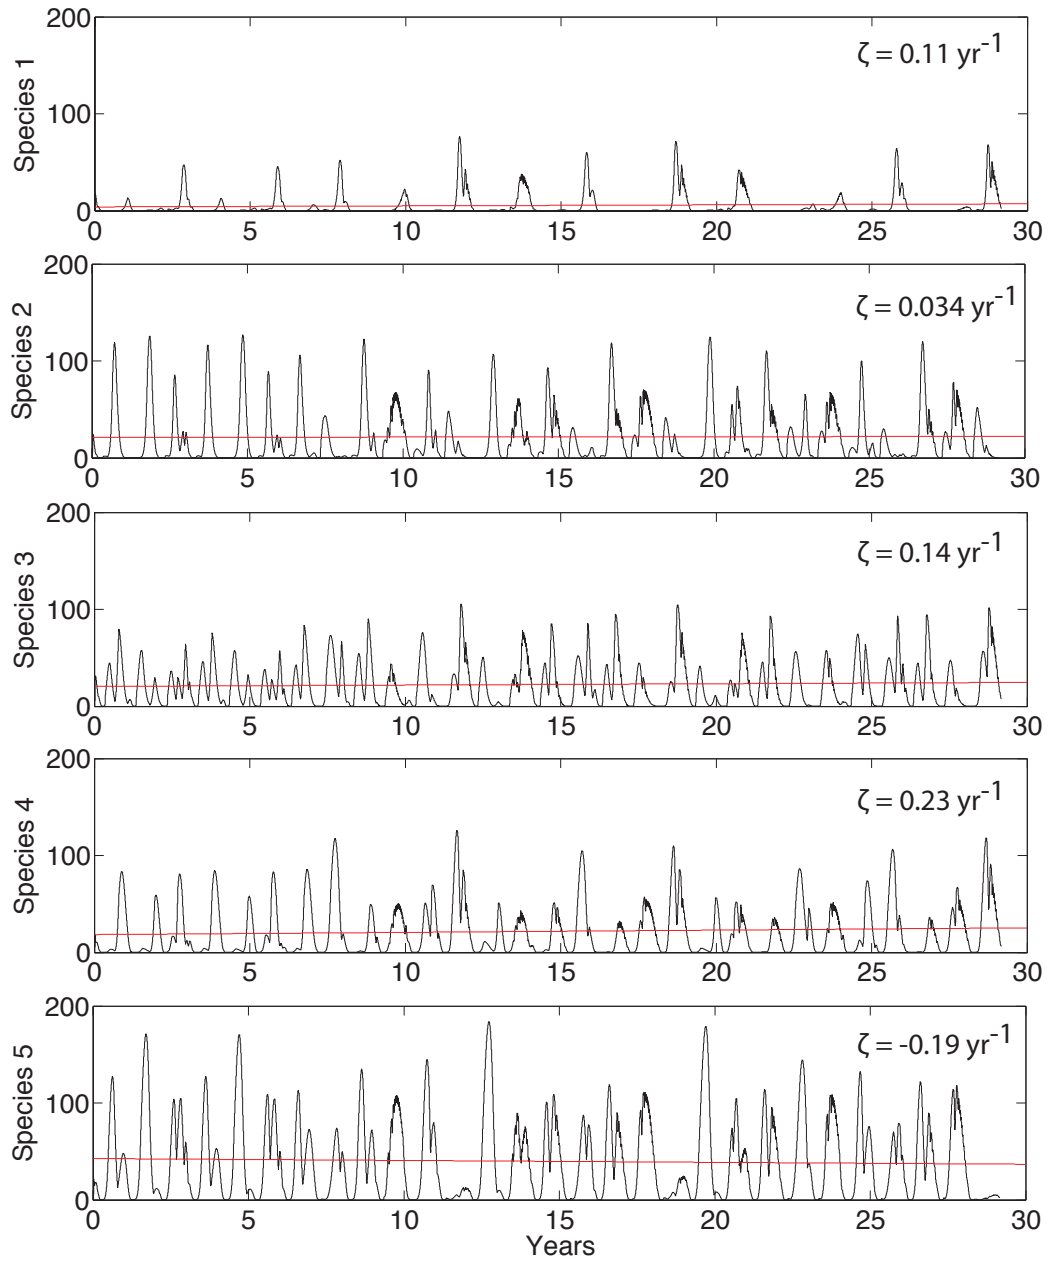 200
100
0
Species 1
ζ = 0.11 yr-1
0 5 10 15 20 25 30
200
100
0
Species 2
ζ = 0.034 yr-1
0 5 10 15 20 25 30
200
100
0
Species 3
ζ = 0.14 yr-1
0 5 10 15 20 25 30
200
100
0
Species 4
ζ = 0.23 yr-1
0 5 10 15 20 25 30
200
100
0
Species 5
ζ = -0.19 yr-1
0 5 10 15 20 25 30
Years